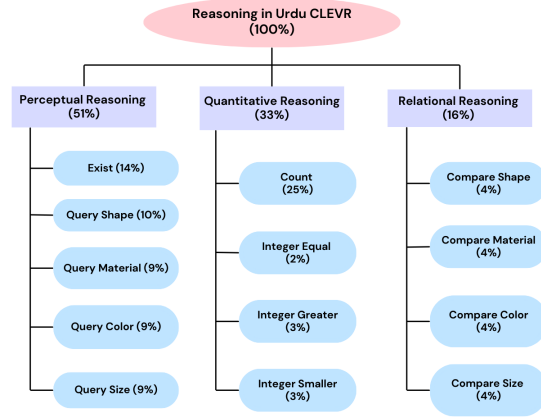 Reasoning in Urdu CLEVR
(100%)
Perceptual Reasoning
(51%)
Exist (14%)
Query Shape (10%)
Query Material (9%)
Query Color (9%)
Query Size (9%)
Quantitative Reasoning
(33%)
Count
(25%)
Integer Equal
(2%)
Integer Greater
(3%)
Integer Smaller
(3%)
Relational Reasoning
(16%)
Compare Shape
(4%)
Compare Material
(4%)
Compare Color
(4%)
Compare Size
(4%)